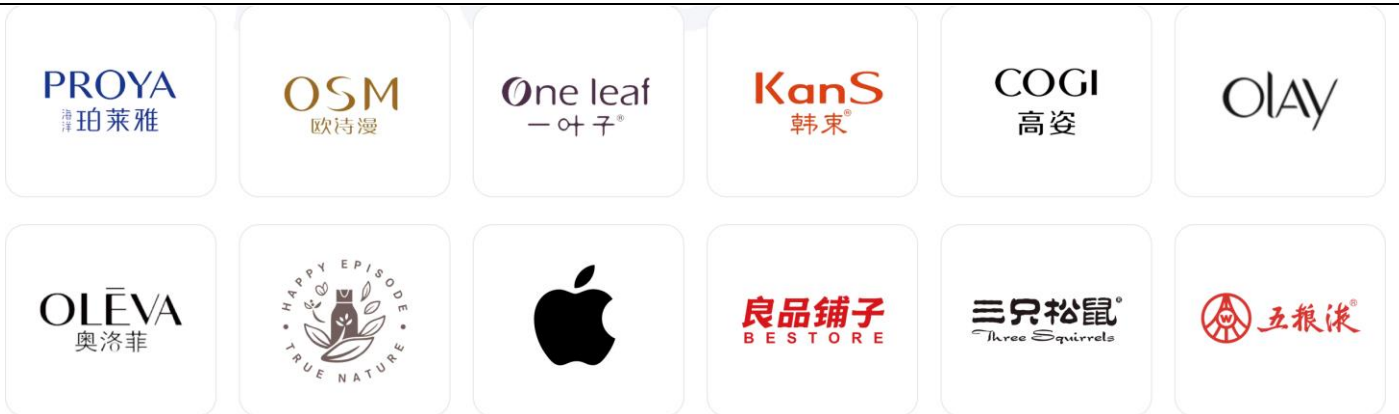 PROYA
海洋 珀莱雅
OSM
欧诗漫
One leaf
一叶子®
KanS
韩束®
COGI
高姿
OLAY
OLĒVA
奥洛菲
HAPPY EPISODE • TRUE NATURE •
良品铺子
BESTORE
三只松鼠®
Three Squirrels
W
五粮液®